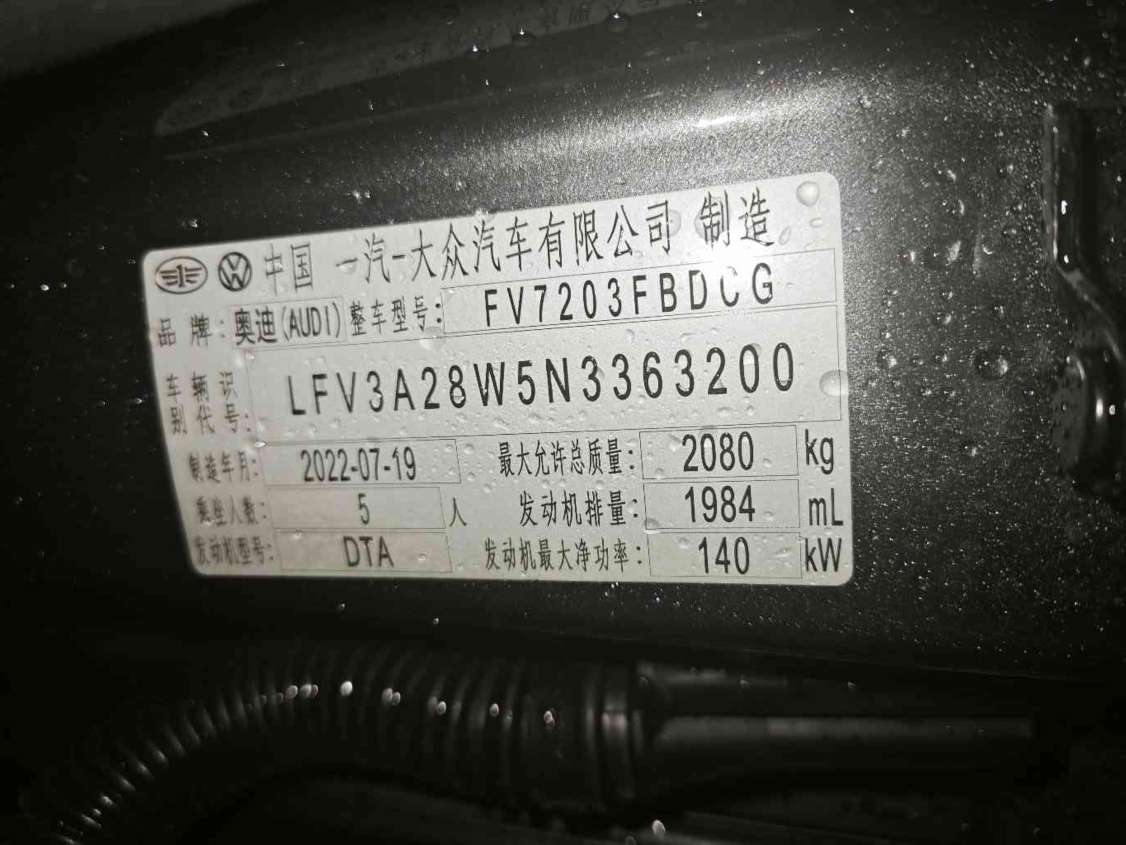 中国 一汽-大众汽车有限公司 制造
品牌:奥迪(AUDI) 整车型号: FV7203FBDCG
车辆识别代号: LFV3A28W5N3363200
制造年月: 2022-07-19 最大允许总质量: 2080 kg
乘坐人数: 5 人 发动机排量: 1984 mL
发动机型号: DTA 发动机最大净功率: 140 kW